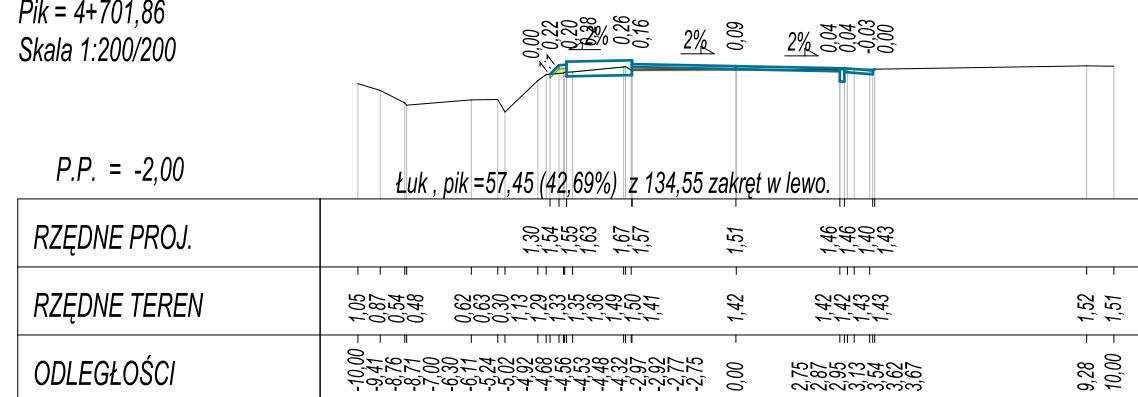 Pik = 4+701,86
Skala 1:200/200
1:1
0,00 0,22 0,20 0,38 0,26 0,16 0,09 0,04 0,04 -0,03 0,00
2% 2% 2%
P.P. = -2,00
Łuk , pik =57,45 (42,69%) z 134,55 zakręt w lewo.
RZĘDNE PROJ. 1,30 1,54 1,55 1,63 1,67 1,57 1,51 1,46 1,46 1,40 1,43
RZĘDNE TEREN 1,05 0,87 0,54 0,48 0,62 0,63 0,30 1,13 1,29 1,33 1,35 1,36 1,49 1,50 1,41 1,42 1,42 1,42 1,43 1,43 1,52 1,51
ODLEGŁOŚCI -10,00 -9,41 -8,76 -8,71 -7,00 -6,30 -6,11 -5,24 -5,02 -4,92 -4,68 -4,56 -4,53 -4,48 -4,32 -2,97 -2,92 -2,77 -2,75 0,00 2,75 2,87 2,95 3,13 3,54 3,62 3,67 9,28 10,00